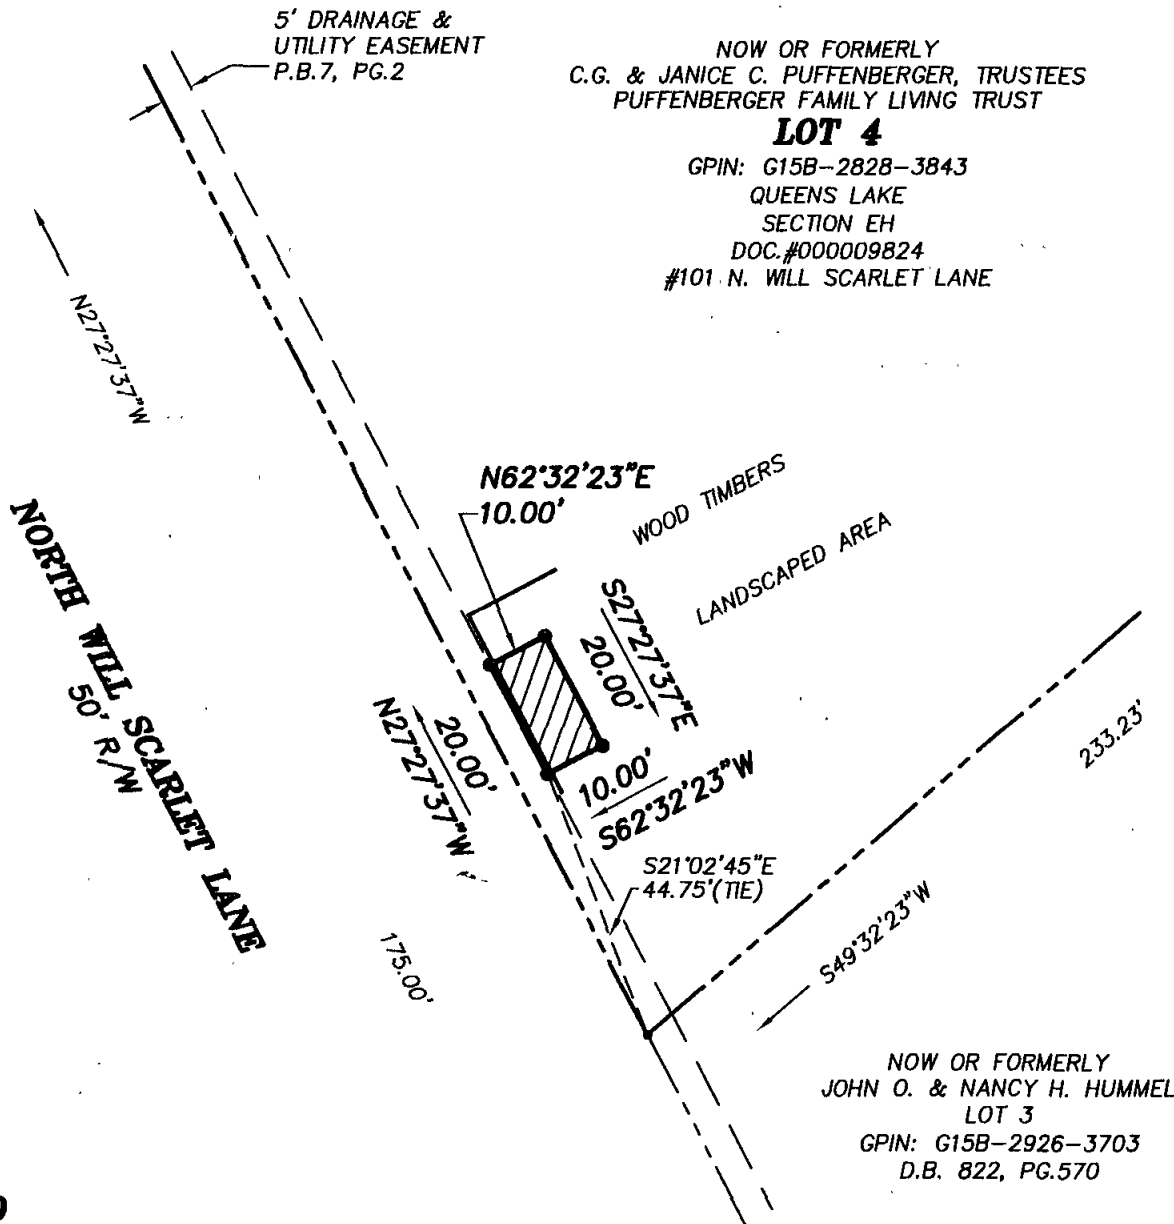 5' DRAINAGE &
UTILITY EASEMENT
P.B.7, PG.2
NOW OR FORMERLY
C.G. & JANICE C. PUFFENBERGER, TRUSTEES
PUFFENBERGER FAMILY LIVING TRUST
LOT 4
GPIN: G15B-2828-3843
QUEENS LAKE
SECTION EH
DOC.#000009824
#101 N. WILL SCARLET LANE
N27°27'37"W
N62°32'23"E
10.00'
WOOD TIMBERS
LANDSCAPED AREA
S27°27'37"E
20.00'
NORTH WILL SCARLET LANE
50' R/W
20.00'
N27°27'37"W
10.00'
S62°32'23"W
233.23'
S21°02'45"E
44.75'(TIE)
175.00'
S49°32'23"W
NOW OR FORMERLY
JOHN O. & NANCY H. HUMMEL
LOT 3
GPIN: G15B-2926-3703
D.B. 822, PG.570